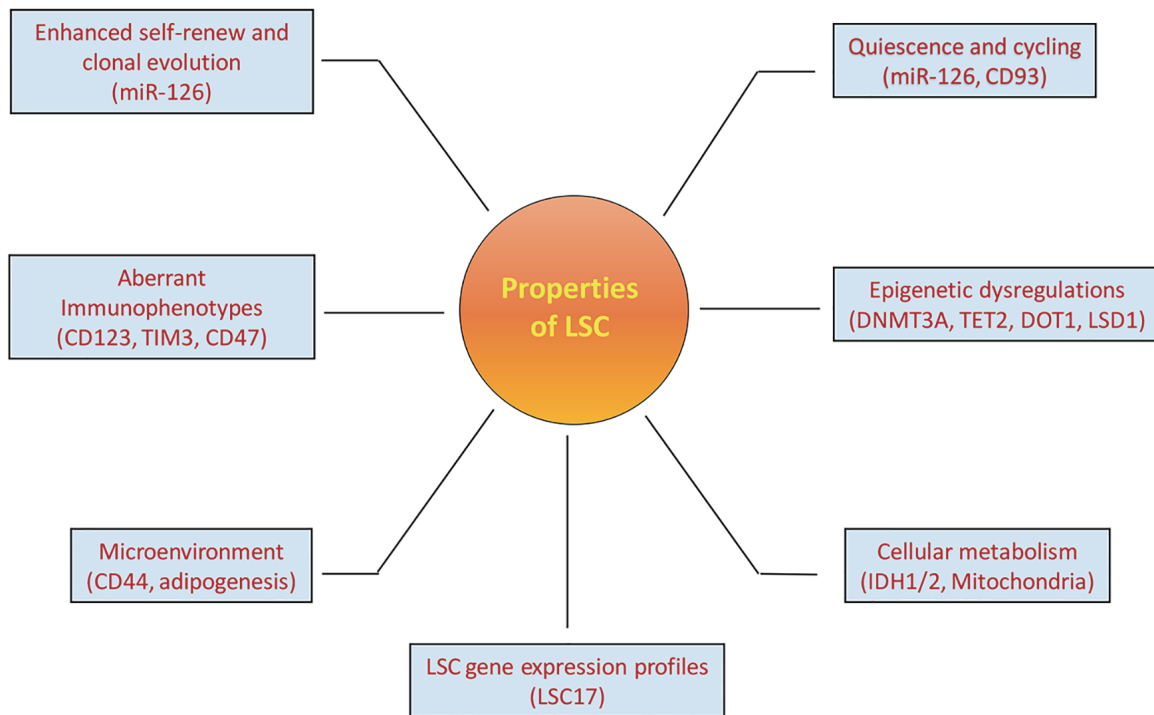 Enhanced self-renew and
clonal evolution
(miR-126)
Quiescence and cycling
(miR-126, CD93)
Properties
of LSC
Aberrant
Immunophenotypes
(CD123, TIM3, CD47)
Epigenetic dysregulations
(DNMT3A, TET2, DOT1, LSD1)
Microenvironment
(CD44, adipogenesis)
Cellular metabolism
(IDH1/2, Mitochondria)
LSC gene expression profiles
(LSC17)